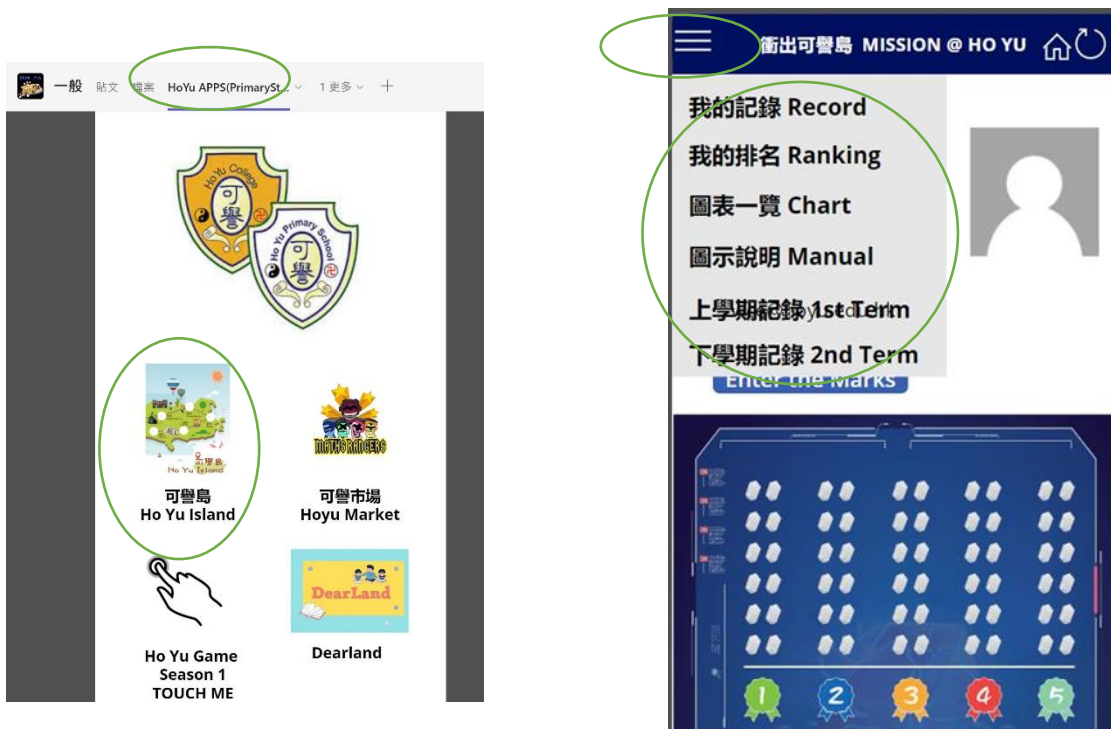 一般 貼文 檔案 HoYu APPS(PrimarySt... 1 更多 +
Ho Yu College
可譽
Ho Yu Primary School
可譽
可譽島
Ho Yu Island
可譽島
Ho Yu Island
MATHS RANGERS
可譽市場
Hoyu Market
DearLand
Ho Yu Game
Season 1
TOUCH ME
Dearland
衝出可譽島 MISSION @ HO YU
我的記錄 Record
我的排名 Ranking
圖表一覽 Chart
圖示說明 Manual
上學期記錄 1st Term
下學期記錄 2nd Term
Enter the Marks
1 2 3 4 5